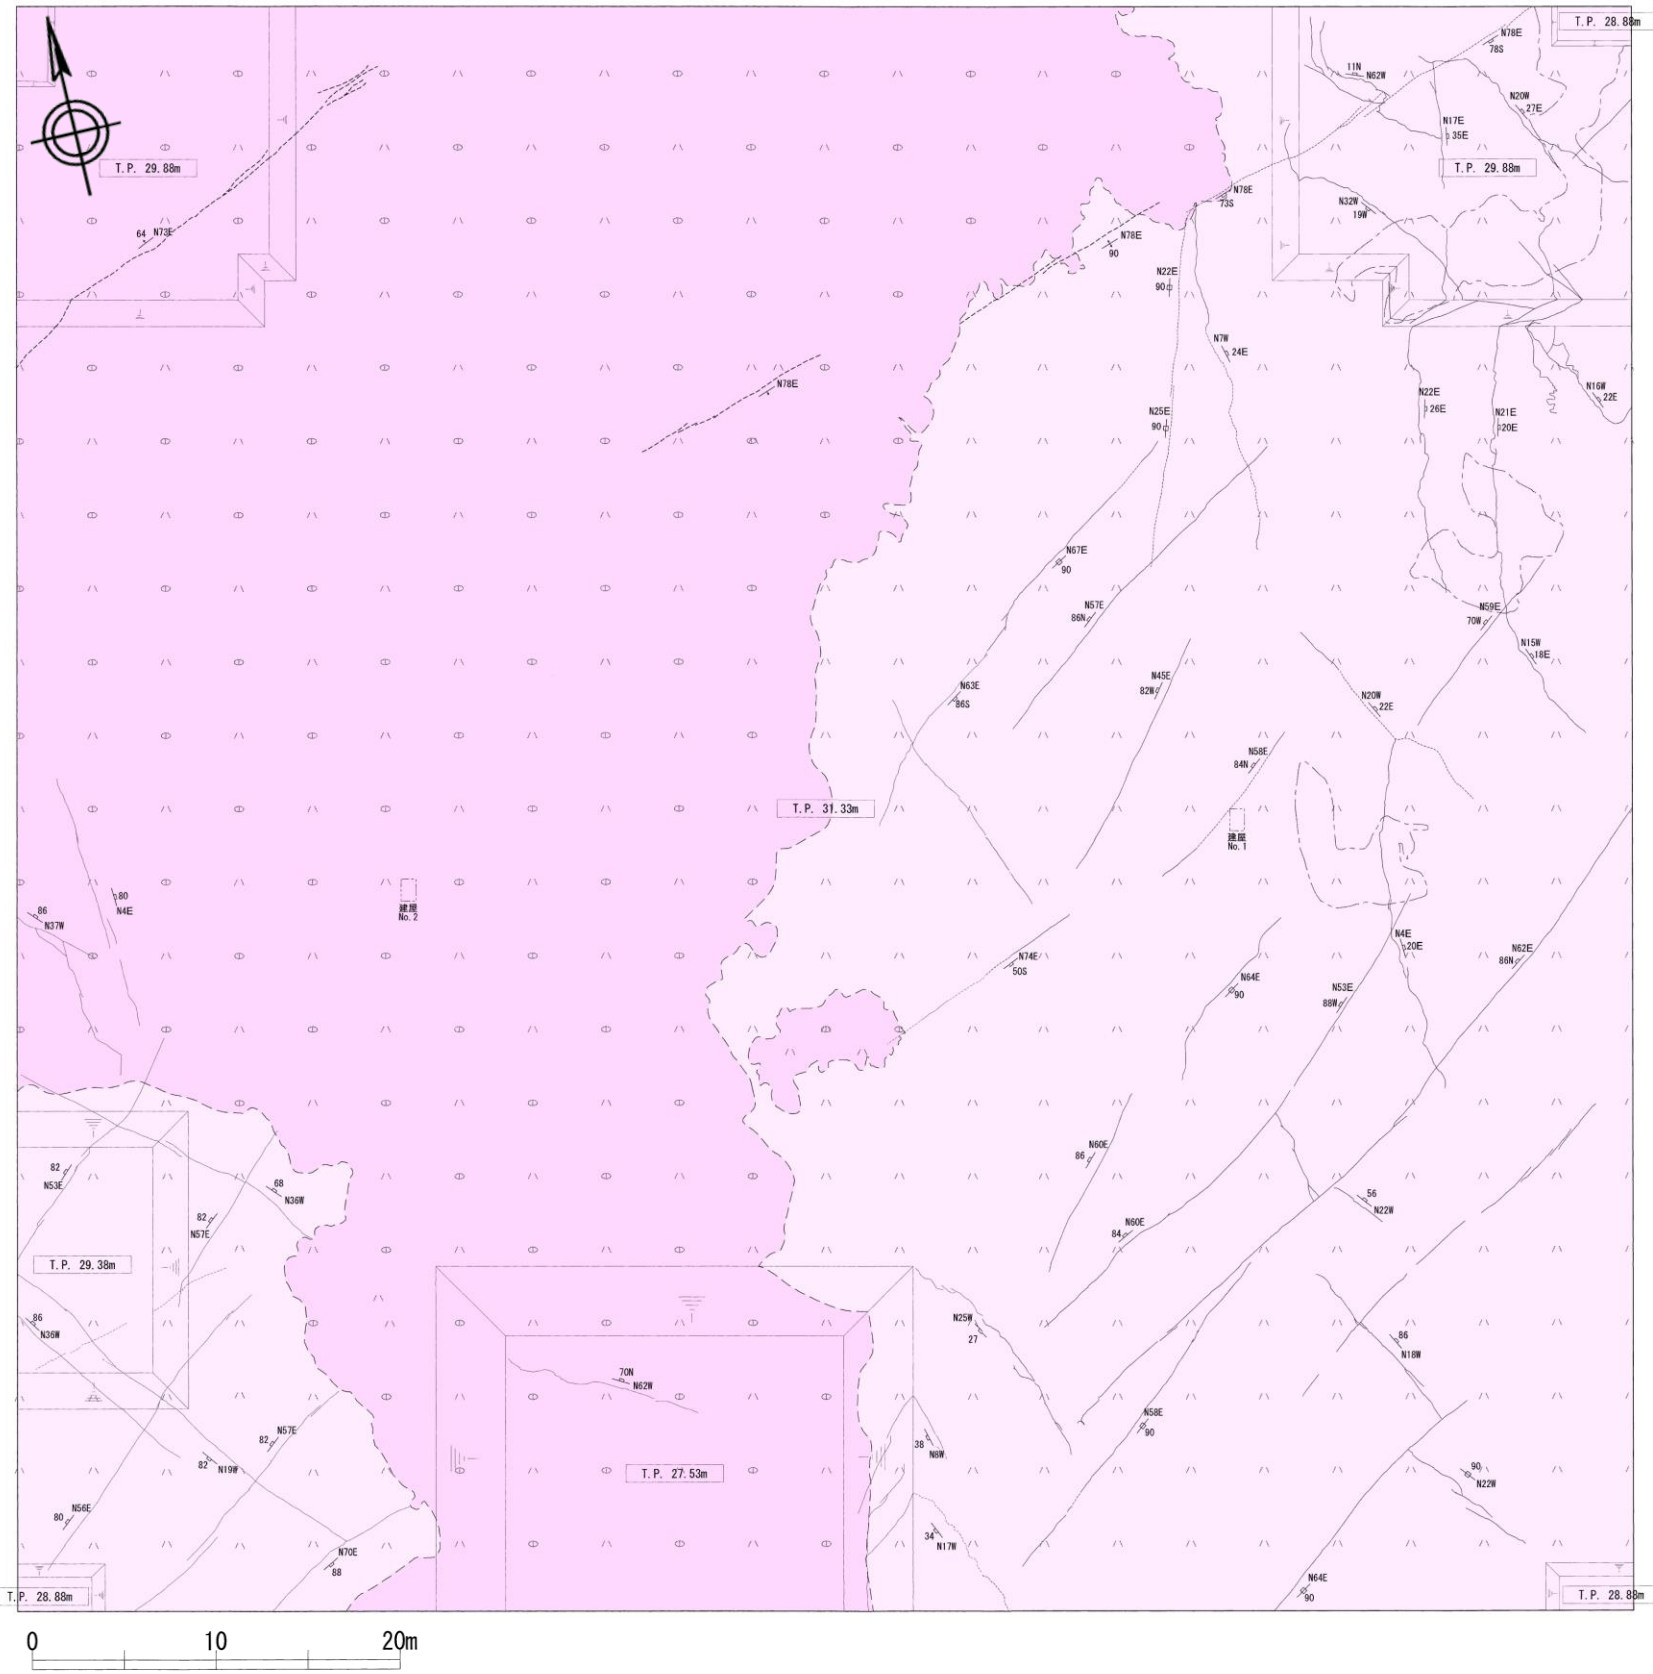 T.P. 28.88m
N78E
78S
11N
N62W
N20W
27E
N17E
35E
T.P. 29.88m
T.P. 29.88m
N78E
73S
N32W
19W
64 N73E
N78E
90
N22E
90
N7W
24E
N78E
N16W
22E
N22E
26E
N25E
90
N21E
20E
N67E
90
N57E
86N
N59E
70W
N15W
18E
N63E
86S
N45E
82W
N20W
22E
N58E
84N
T.P. 31.33m
建屋
No.1
80
N4E
86
N37W
建屋
No.2
N4E
20E
N62E
86N
N74E
50S
N64E
90
N53E
88W
N60E
86
82
N53E
68
N36W
56
N22W
82
N57E
N60E
84
T.P. 29.38m
86
N36W
N25W
27
86
N18W
70N
N62W
N58E
90
N57E
82
38
N8W
82 N19W
T.P. 27.53m
90
N22W
N56E
80
34
N17W
N70E
88
N64E
90
T.P. 28.88m
T.P. 28.88m
0 10 20m